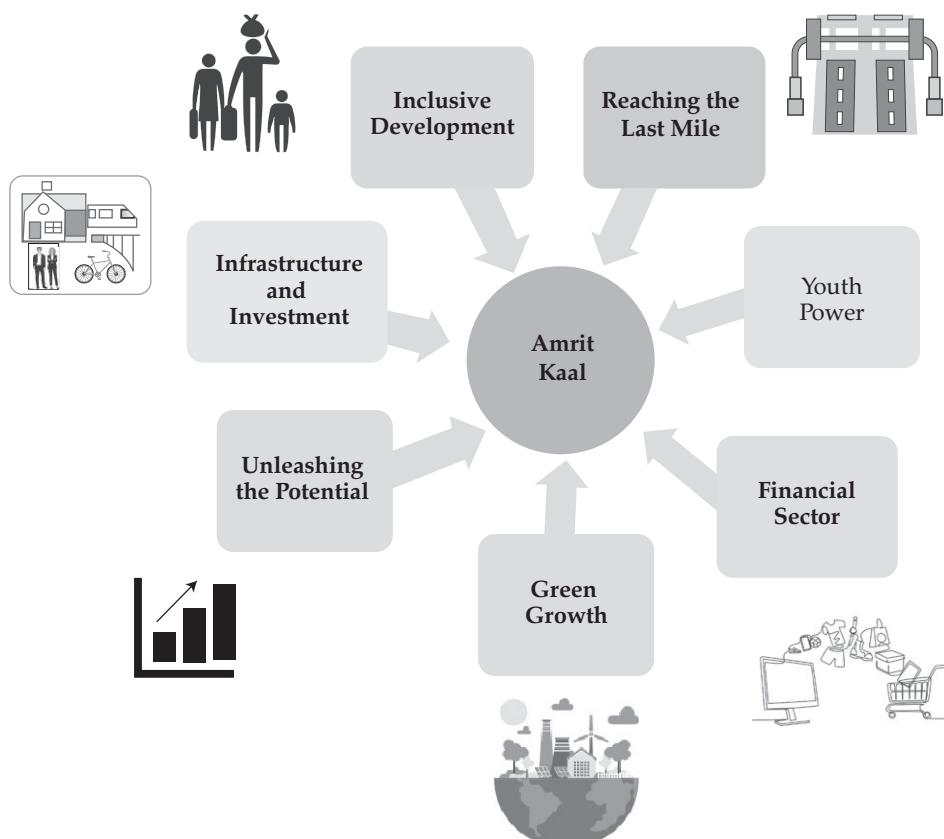 Inclusive
Development
Reaching the
Last Mile
Infrastructure
and
Investment
Youth
Power
Amrit
Kaal
Unleashing
the Potential
Financial
Sector
Green
Growth